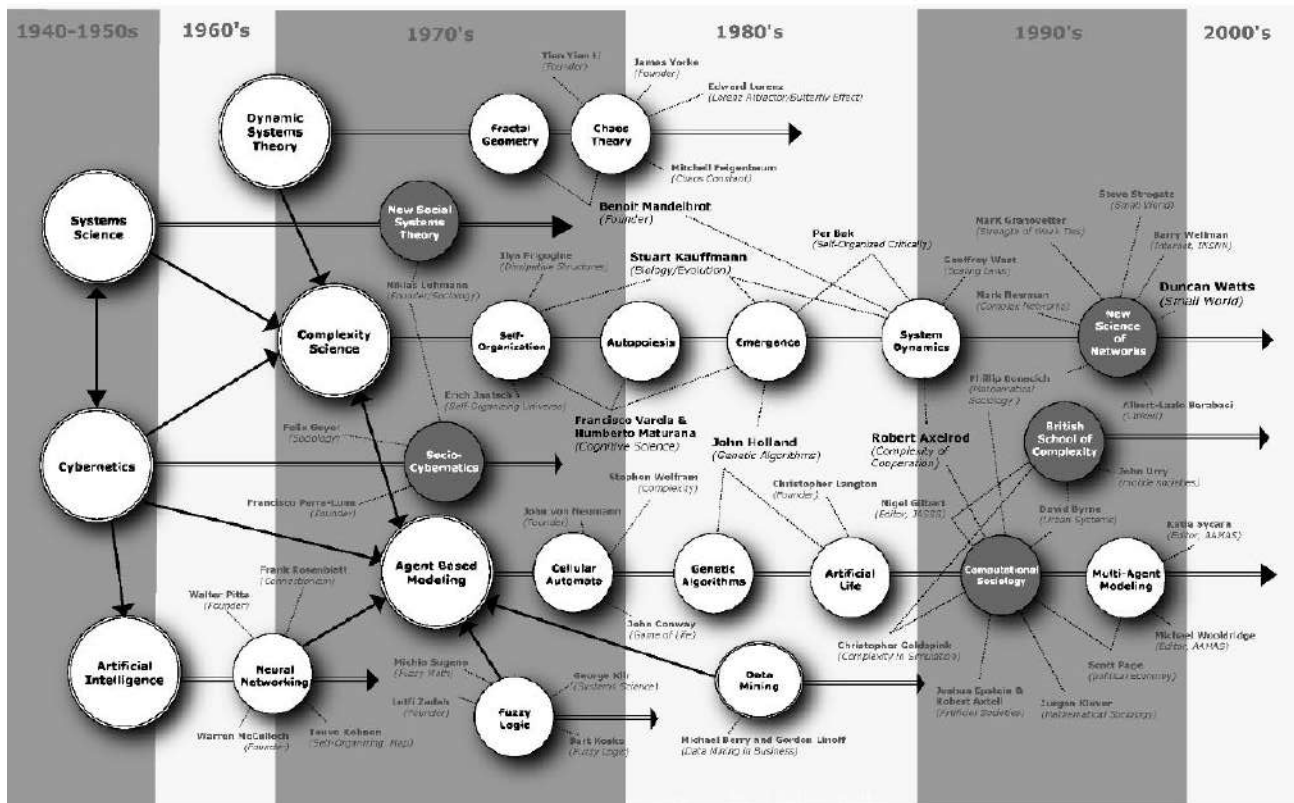 1940-1950s
1960's
1970's
1980's
1990's
2000's
Tien Yien Li
(Founder)
James Yorke
(Founder)
Edward Lorenz
(Lorenz Attractor/Butterfly Effect)
Dynamic
Systems
Theory
Fractal
Geometry
Chaos
Theory
Mitchell Feigenbaum
(Chaos Constant)
Systems
Science
New Social
Systems
Theory
Benoit Mandelbrot
(Founder)
Steve Strogatz
(Small World)
Mark Granovetter
(Strength of Weak Ties)
Barry Wellman
(Internet, INSNA)
Per Bak
(Self-Organized Critically)
Ilya Prigogine
(Dissipative Structures)
Stuart Kauffmann
(Biology/Evolution)
Geoffrey West
(Scaling Laws)
Niklas Luhmann
(Founder/Sociology)
Mark Newman
(Complex Networks)
Duncan Watts
(Small World)
Complexity
Science
Self-
Organization
Autopoiesis
Emergence
System
Dynamics
New
Science
of
Networks
Erich Jantsch
(Self-Organizing Universe)
Phillip Bonacich
(Mathematical
Sociology )
Albert-Lazlo Barabasi
Felix Geyer
(Sociology)
Francisco Varela &
Humberto Maturana
(Cognitive Science)
John Holland
(Genetic Algorithms)
Robert Axelrod
(Complexity of
Cooperation)
British
School of
Complexity
Cybernetics
Socio-
Cybernetics
Stephen Wolfram
(Complexity)
Christopher Langton
(Founder)
John Urry
(mobile societies)
Francisco Parra-Luna
(Founder)
John von Neumann
(Founder)
Nigel Gilbert
(Editor, JASSS)
David Byrne
(Urban Systems)
Katia Sycara
(Editor, AAMAS)
Frank Rosenblatt
(Connectionism)
Agent Based
Modeling
Cellular
Automata
Genetic
Algorithms
Artificial
Life
Computational
Sociology
Multi-Agent
Modeling
Walter Pitts
(Founder)
John Conway
(Game of life)
Christopher Goldspink
(Complexity in Simulation)
Michael Wooldridge
(Editor, AAMAS)
Artificial
Intelligence
Neural
Networking
Michio Sugeno
(Fuzzy Math)
George Klir
(Systems Science)
Data
Mining
Scott Page
(political economy)
Lotfi Zadeh
(Founder)
Fuzzy
Logic
Joshua Epstein &
Robert Axtell
(Artificial Societies)
Jurgen Kluver
(Mathematical Sociology)
Warren McCulloch
(Founder)
Teuvo Kohonen
(Self-Organizing Map)
Bart Kosko
(Fuzzy Logic)
Michael Berry and Gordon Linoff
(Data Mining in Business)